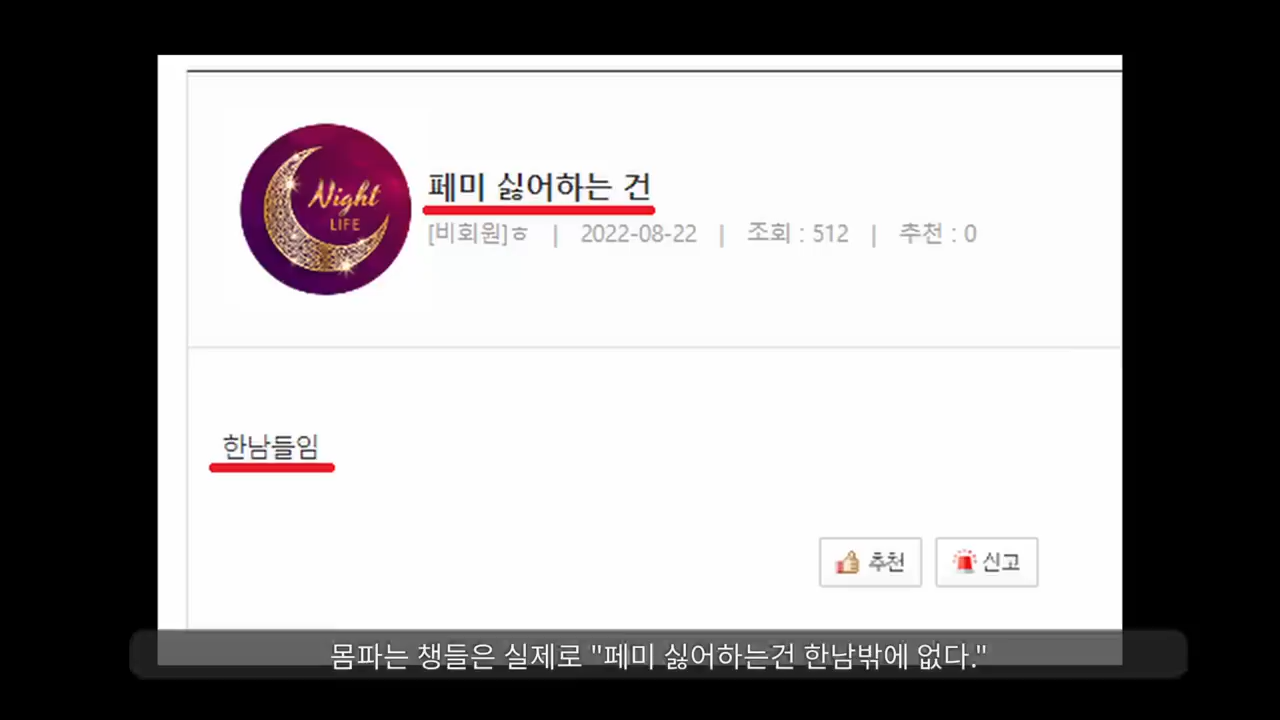 Night
LIFE
페미 싫어하는 건
[비회원]ㅎ | 2022-08-22 | 조회 : 512 | 추천 : 0
한남들임
추천
신고
몸파는 챙들은 실제로 "페미 싫어하는건 한남밖에 없다."